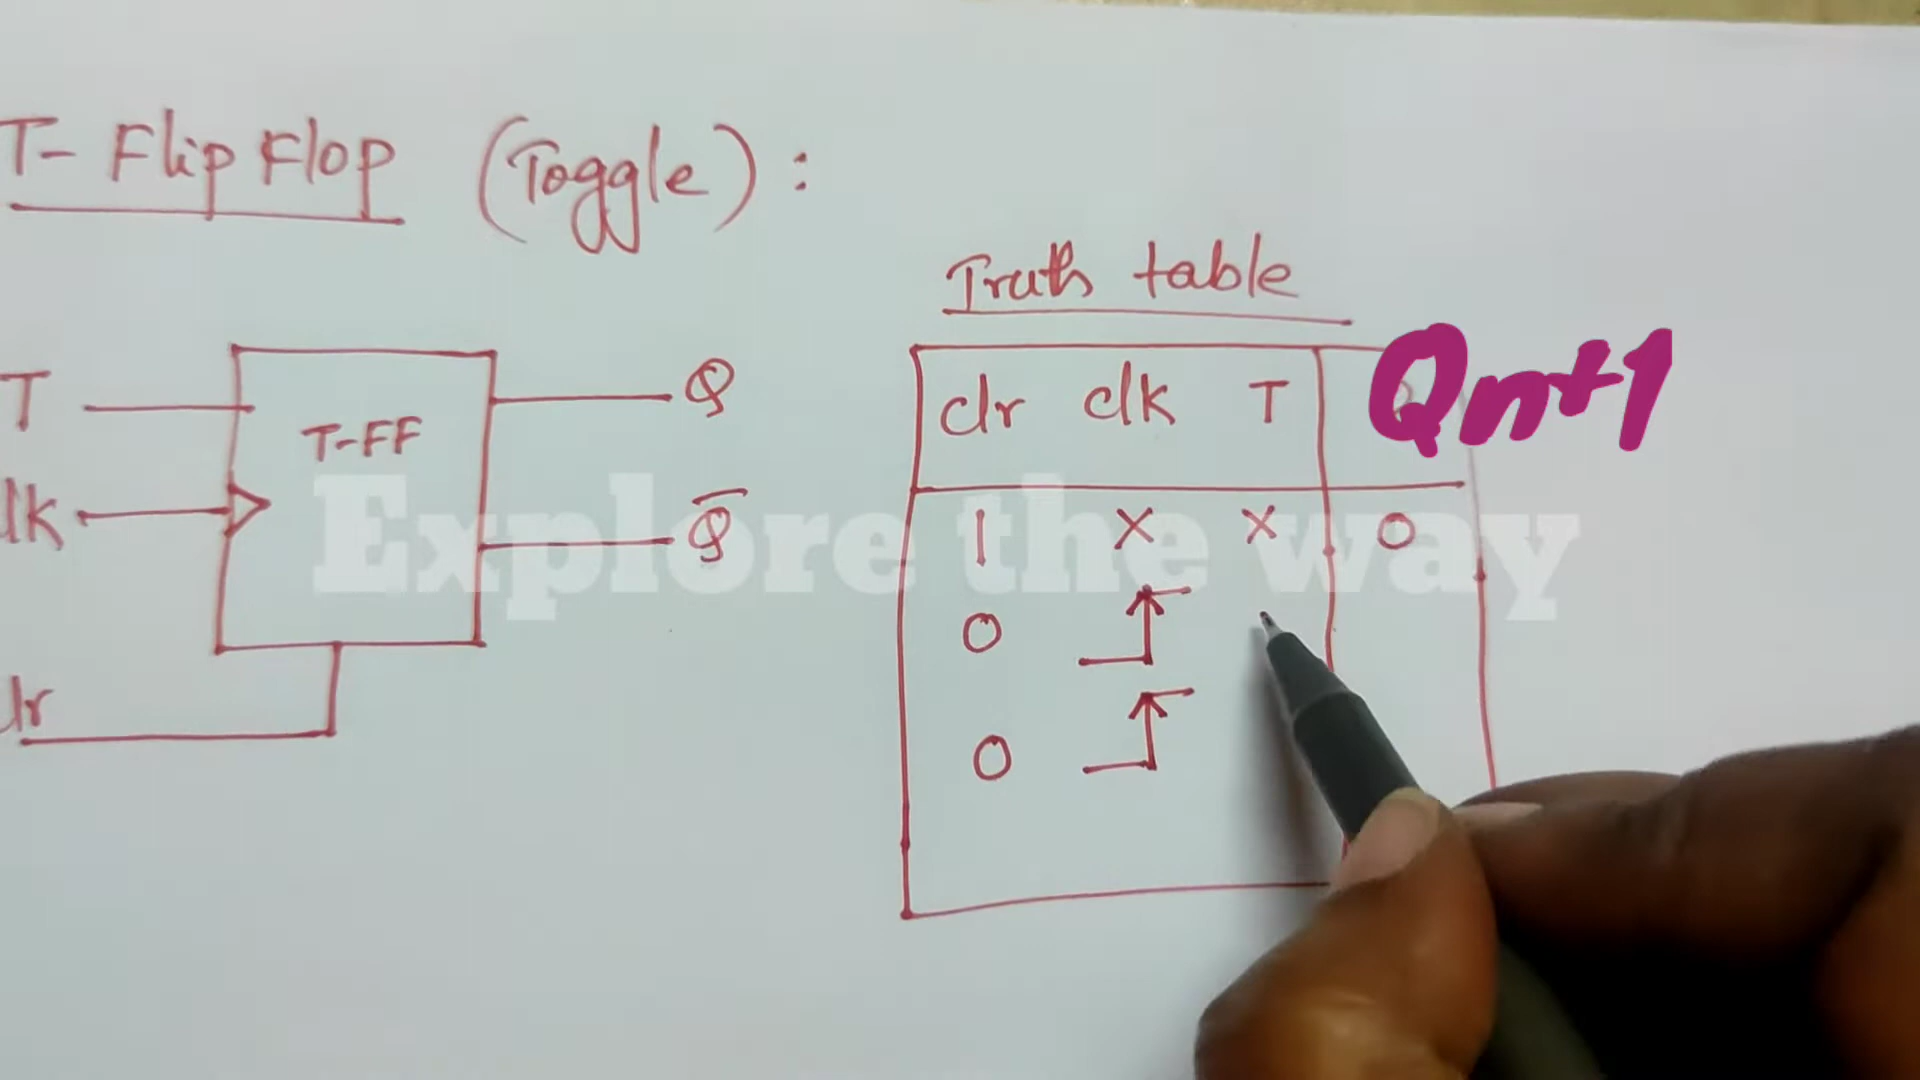 T- Flip Flop (Toggle) :
Truth table
T
T-FF
Q
lk
Q̅
lr
clr clk T Qn+1
1 X X 0
0
0
Explore the way